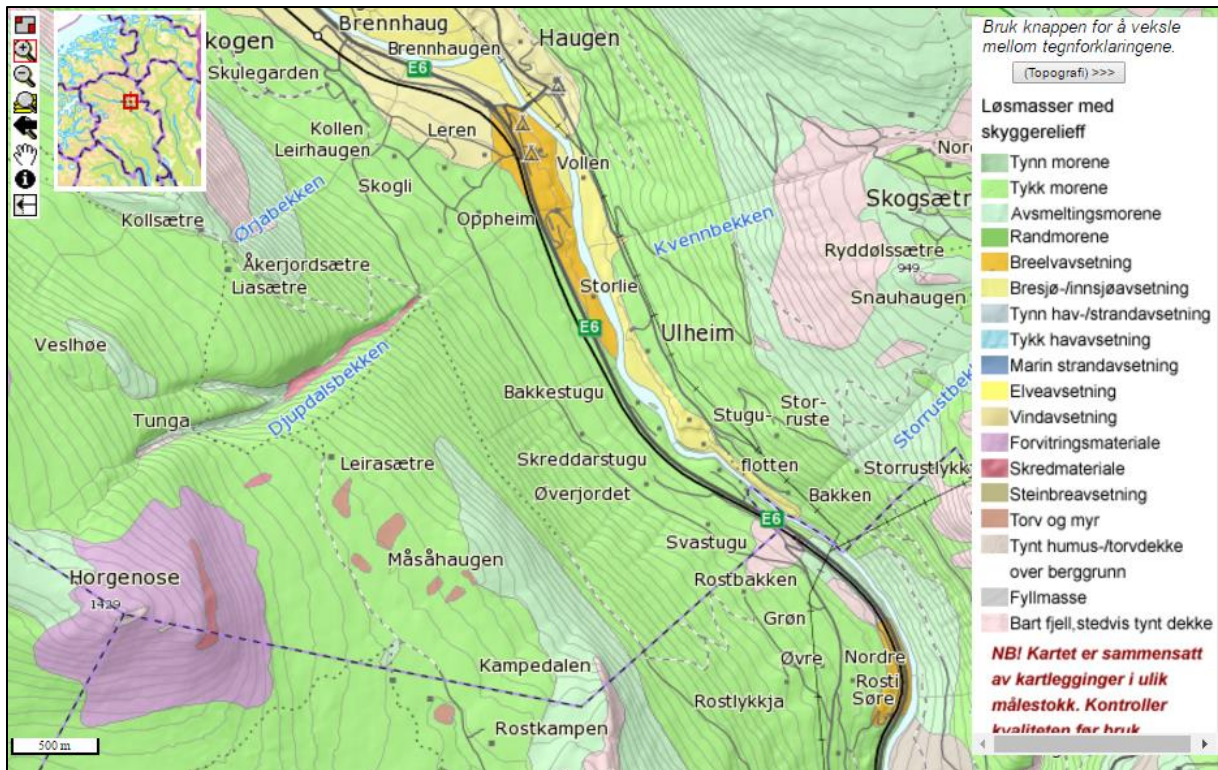 Brennhaug
kogen
Brennhaugen
Haugen
E6
Skulegarden
Kollen
Leren
Leirhaugen
Vollen
Skogli
Kollsætre
Ørjabekken
Oppheim
Kvennbekken
Skogsætr
Nor
Åkerjordsætre
Liasætre
Ryddølssætre
949
Storlie
Snauhaugen
E6
Ulheim
Veslhøe
Djupdalsbekken
Bakkestugu
Stor-
Stugu-
ruste
Storrustbekk
Tunga
Leirasætre
Skreddarstugu
flotten
Storrustlykkj
Øverjordet
Bakken
E6
Måsåhaugen
Svastugu
Horgenose
1429
Rostbakken
Grøn
Kampedalen
Øvre
Nordre
Rosti
Rostlykkja
Søre
Rostkampen
500 m
Bruk knappen for å veksle
mellom tegnforklaringene.
(Topografi) >>>
Løsmasser med
skyggerelieff
Tynn morene
Tykk morene
Avsmeltingsmorene
Randmorene
Breelvavsetning
Bresjø-/innsjøavsetning
Tynn hav-/strandavsetning
Tykk havavsetning
Marin strandavsetning
Elveavsetning
Vindavsetning
Forvitringsmateriale
Skredmateriale
Steinbreavsetning
Torv og myr
Tynt humus-/torvdekke
over berggrunn
Fyllmasse
Bart fjell,stedvis tynt dekke
NB! Kartet er sammensatt
av kartlegginger i ulik
målestokk. Kontroller
kvaliteten før bruk.